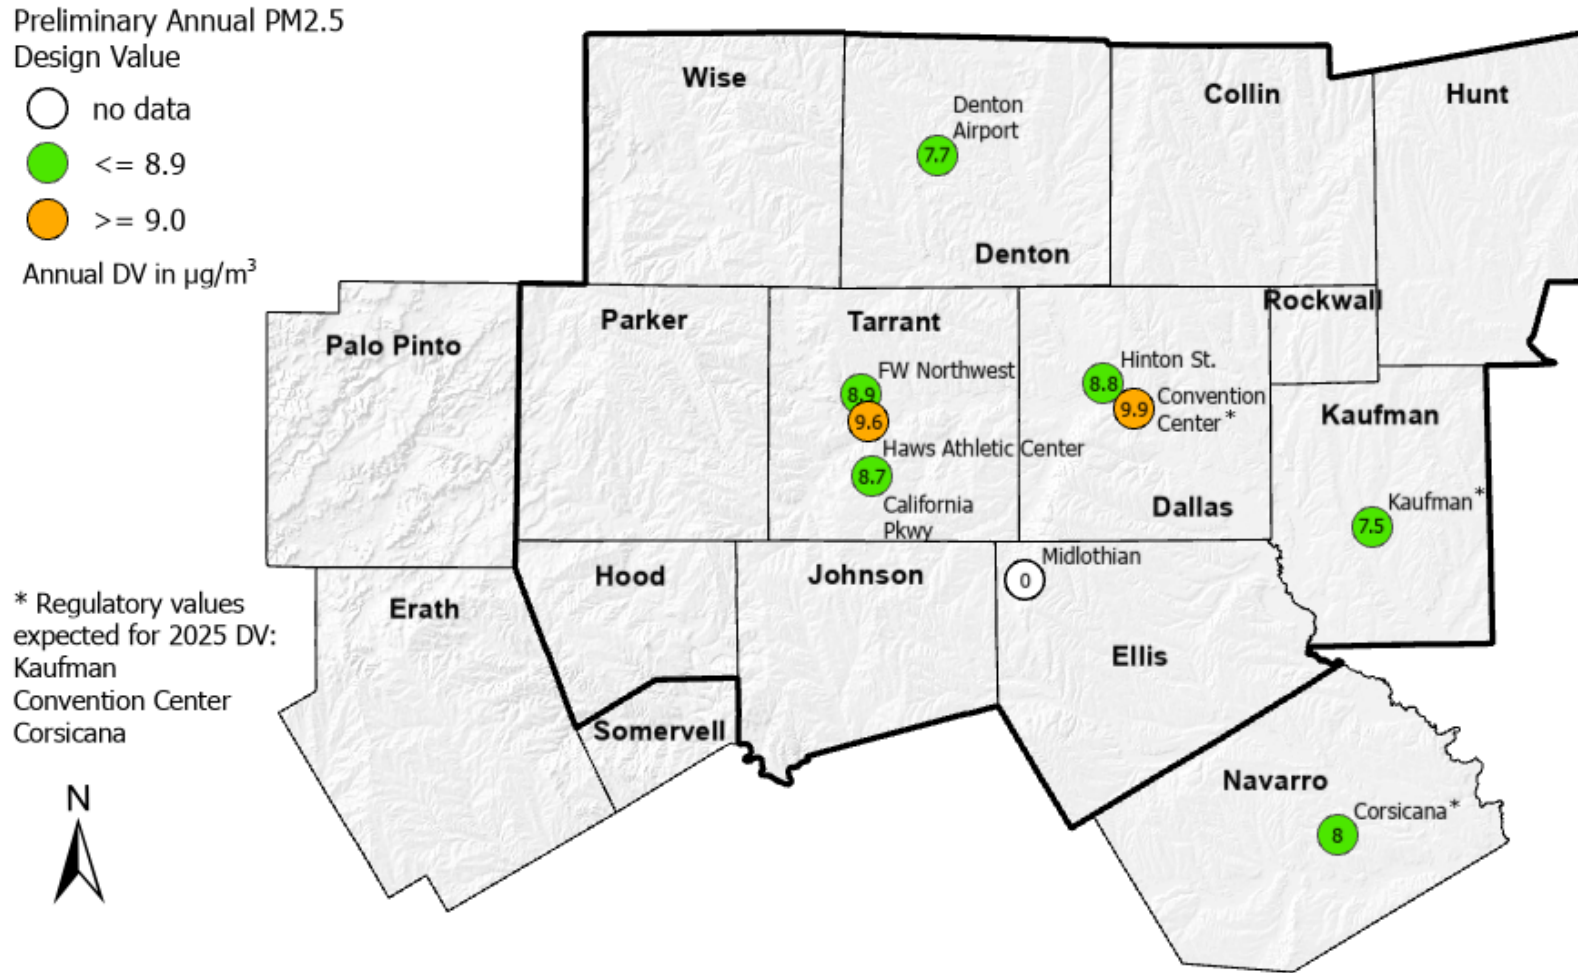 Preliminary Annual PM2.5
Design Value
no data
<= 8.9
>= 9.0
Annual DV in µg/m³
Wise
Denton
Airport
7.7
Denton
Collin
Hunt
Palo Pinto
Parker
Tarrant
FW Northwest
8.9
9.6
Haws Athletic Center
8.7
California
Pkwy
Hinton St.
8.8
9.9
Convention
Center *
Dallas
Rockwall
Kaufman
Kaufman *
7.5
Erath
Hood
Johnson
Midlothian
0
Ellis
Somervell
Navarro
Corsicana *
8
* Regulatory values
expected for 2025 DV:
Kaufman
Convention Center
Corsicana
N